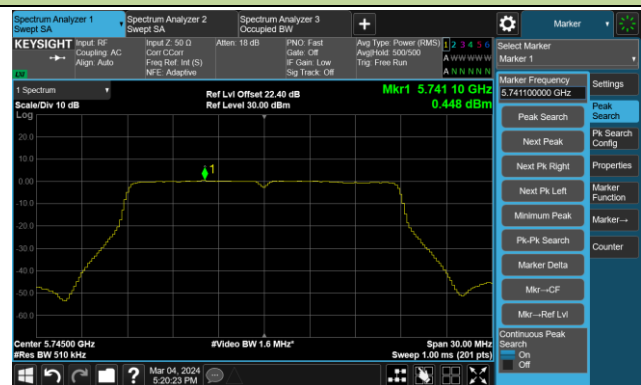 Spectrum Analyzer 1
Swept SA
Spectrum Analyzer 2
Swept SA
Spectrum Analyzer 3
Occupied BW
+
Marker
KEYSIGHT
Input: RF
Coupling: AC
Align: Auto
Input Z: 50 Ω
Corr CCorr
Freq Ref: Int (S)
NFE: Adaptive
Atten: 18 dB
PNO: Fast
Gate: Off
IF Gain: Low
Sig Track: Off
Avg Type: Power (RMS)
Avg|Hold: 500/500
Trig: Free Run
1 2 3 4 5 6
A W W W W W
A N N N N N
LXI
Select Marker
Marker 1
1 Spectrum
Scale/Div 10 dB
Log
Ref Lvl Offset 22.40 dB
Ref Level 30.00 dBm
Mkr1 5.741 10 GHz
0.448 dBm
20.0
10.0
0.00
-10.0
-20.0
-30.0
-40.0
-50.0
-60.0
1
Center 5.74500 GHz
#Res BW 510 kHz
#Video BW 1.6 MHz*
Span 30.00 MHz
Sweep 1.00 ms (201 pts)
Marker Frequency
5.741100000 GHz
Peak Search
Next Peak
Next Pk Right
Next Pk Left
Minimum Peak
Pk-Pk Search
Marker Delta
Mkr→CF
Mkr→Ref Lvl
Continuous Peak
Search
On
Off
Settings
Peak
Search
Pk Search
Config
Properties
Marker
Function
Marker→
Counter
?
Mar 04, 2024
5:20:23 PM